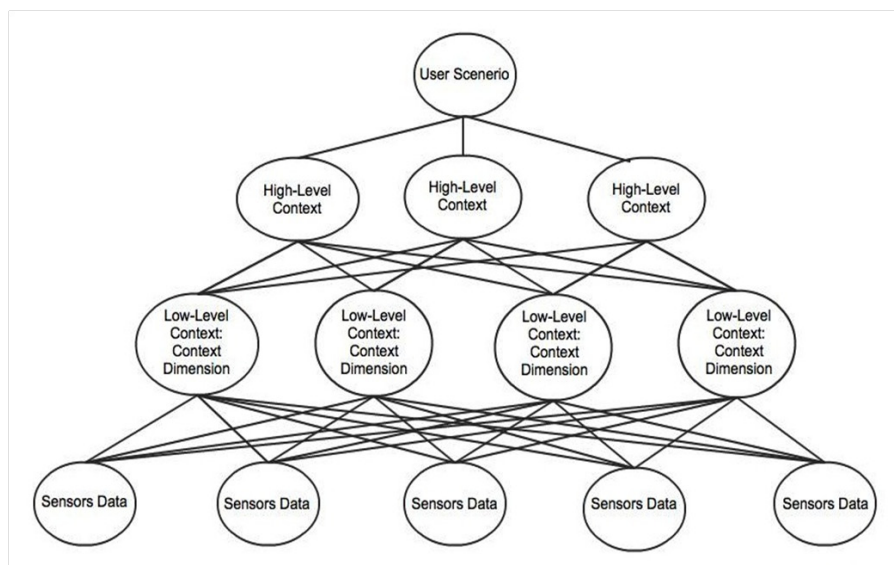 User Scenerio
High-Level
Context
High-Level
Context
High-Level
Context
Low-Level
Context:
Context
Dimension
Low-Level
Context:
Context
Dimension
Low-Level
Context:
Context
Dimension
Low-Level
Context:
Context
Dimension
Sensors Data
Sensors Data
Sensors Data
Sensors Data
Sensors Data